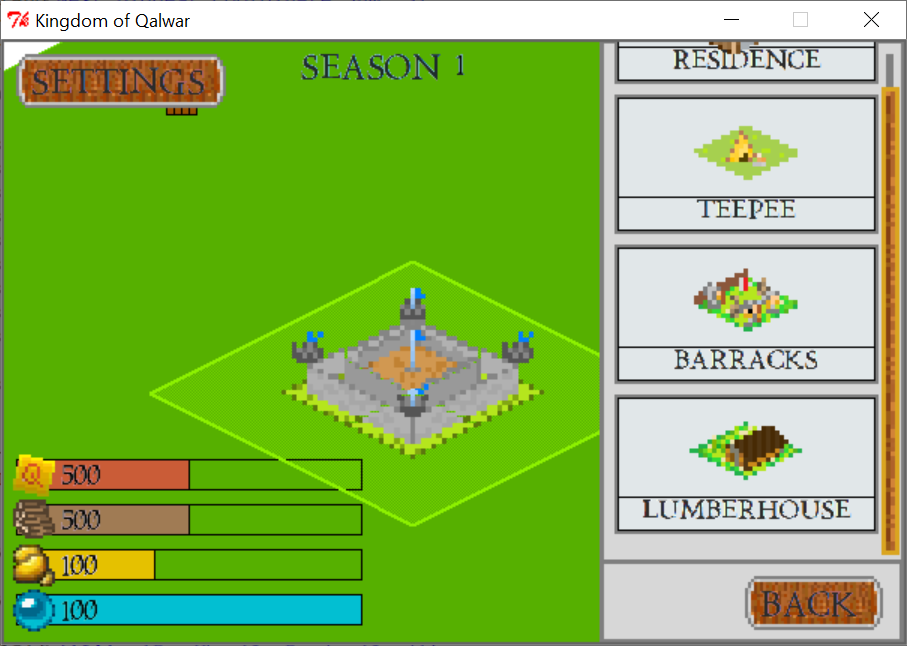 Kingdom of Qalwar
SETTINGS
SEASON 1
RESIDENCE
TEEPEE
BARRACKS
LUMBERHOUSE
500
500
100
100
BACK